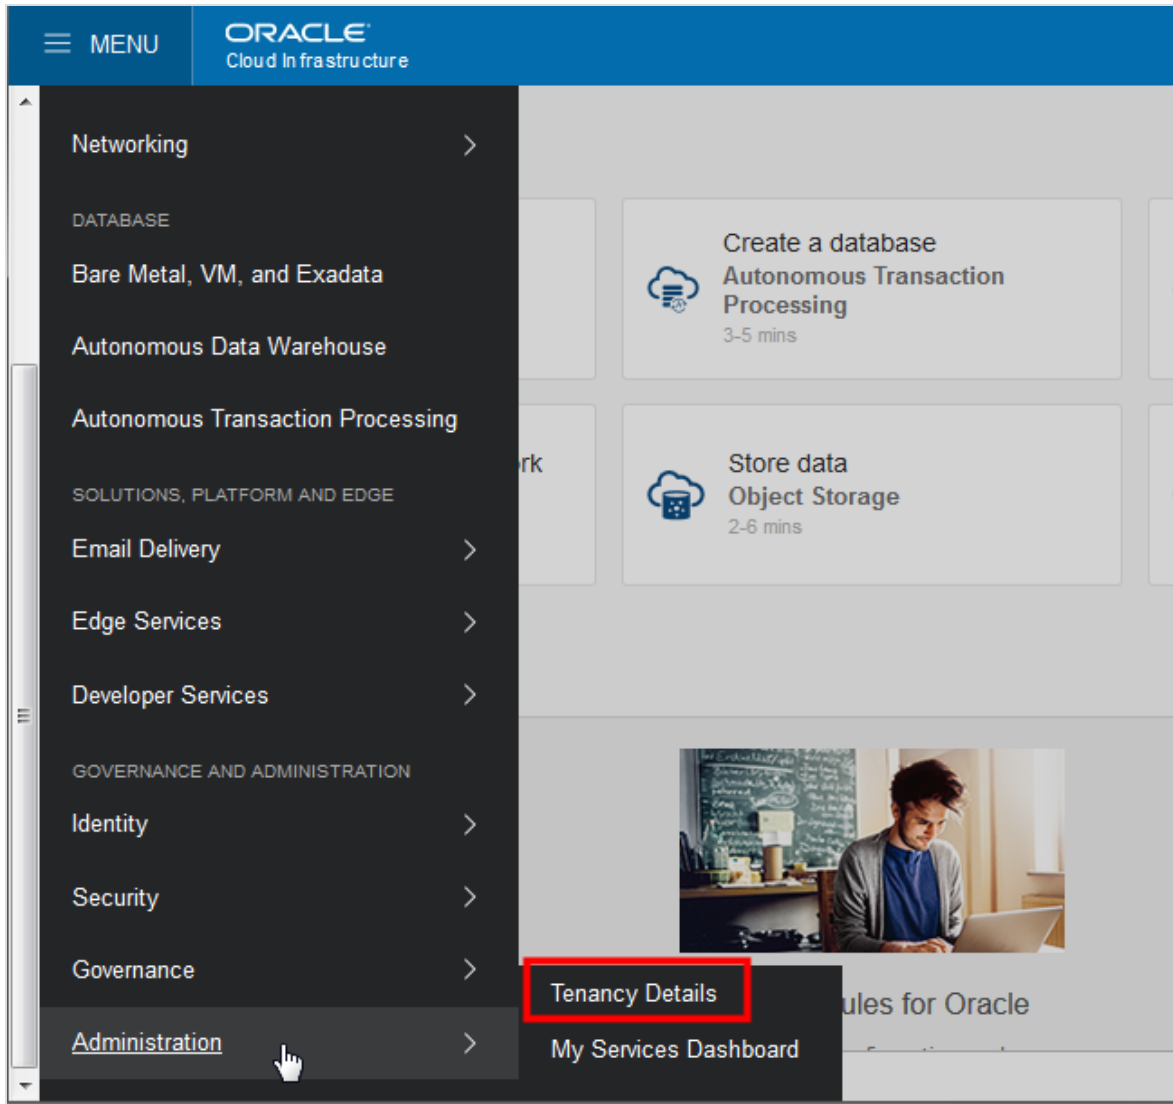 MENU
ORACLE
Cloud Infrastructure
Networking
DATABASE
Bare Metal, VM, and Exadata
Autonomous Data Warehouse
Autonomous Transaction Processing
SOLUTIONS, PLATFORM AND EDGE
Email Delivery
Edge Services
Developer Services
GOVERNANCE AND ADMINISTRATION
Identity
Security
Governance
Administration
Tenancy Details
My Services Dashboard
Create a database
Autonomous Transaction
Processing
3-5 mins
rk
Store data
Object Storage
2-6 mins
ules for Oracle